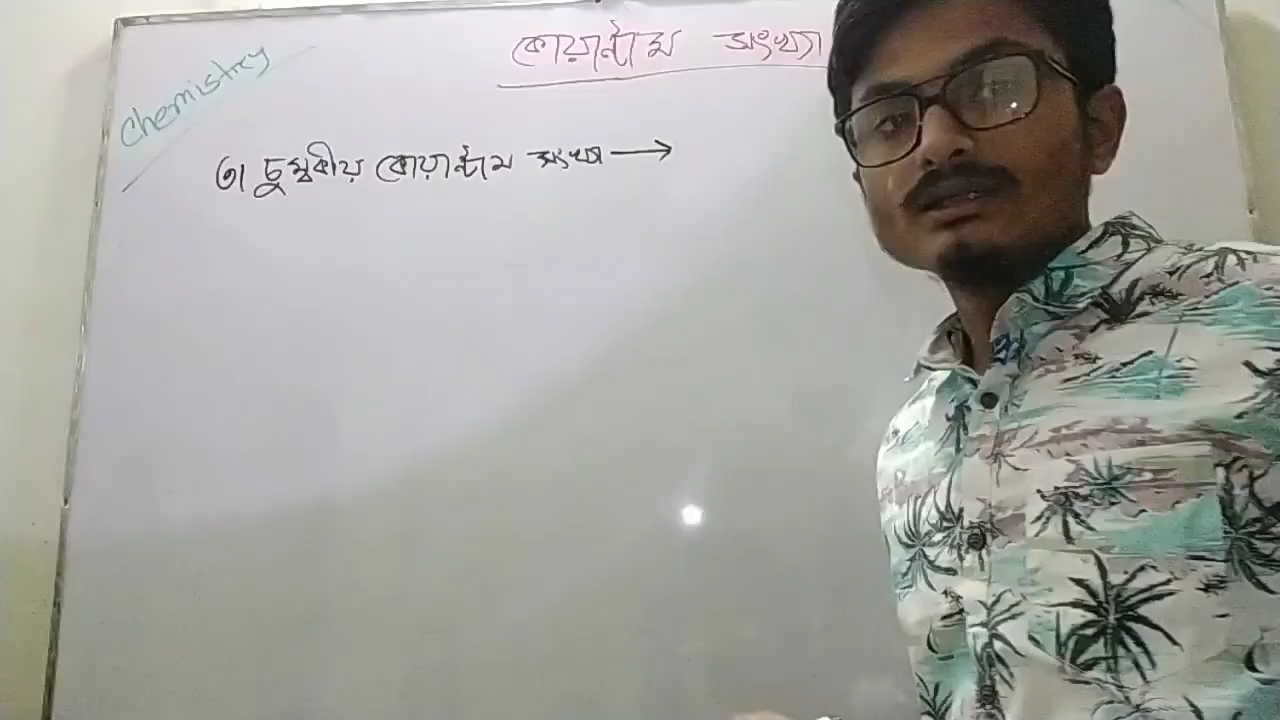 Chemistry
কোয়ান্টাম সংখ্যা
৩। চুম্বকীয় কোয়ান্টাম সংখ্যা →